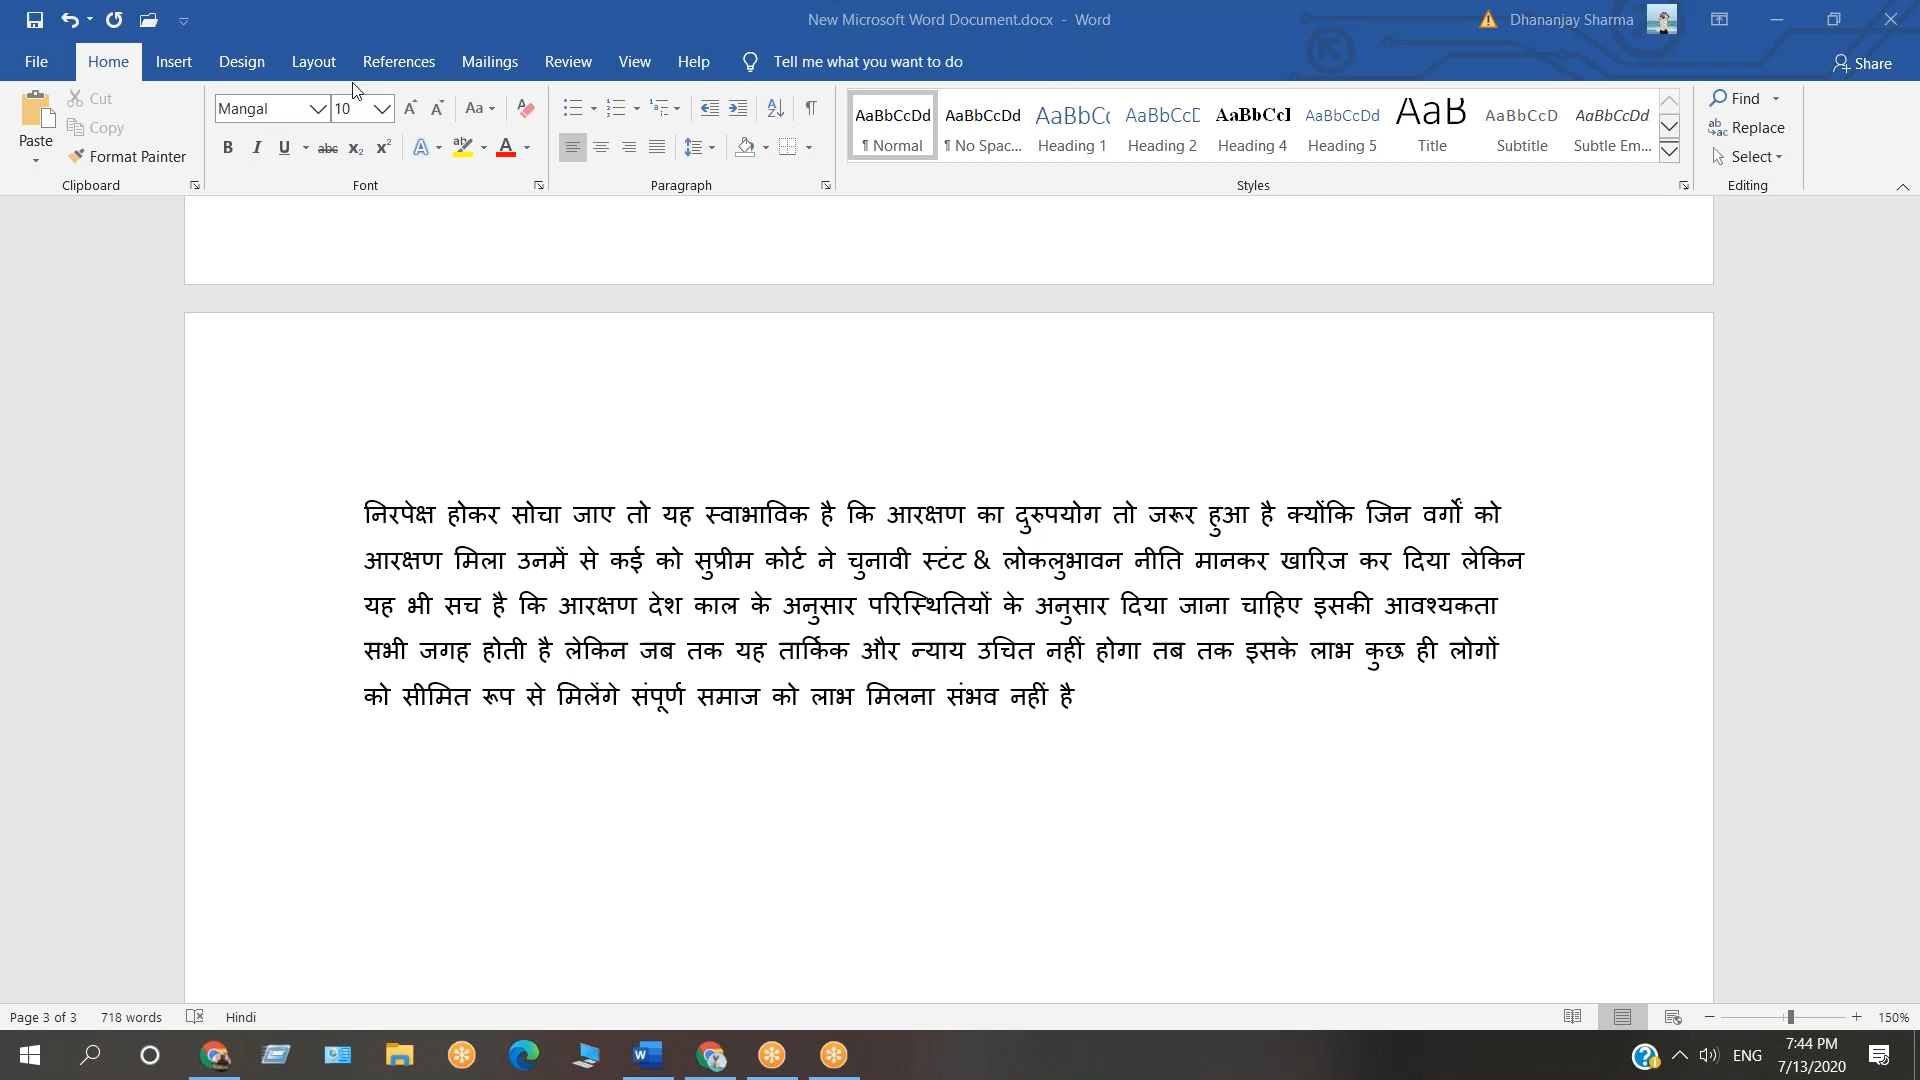 New Microsoft Word Document.docx - Word
Dhananjay Sharma
File Home Insert Design Layout References Mailings Review View Help Tell me what you want to do
Share
Paste
Cut
Copy
Format Painter
Clipboard
Mangal 10
Aa
B I U abc x₂ x²
A ab A
Font
Paragraph
AaBbCcDd AaBbCcDd AaBbCc AaBbCcD AaBbCcI AaBbCcDd AaB AaBbCcD AaBbCcDd
¶ Normal ¶ No Spac... Heading 1 Heading 2 Heading 4 Heading 5 Title Subtitle Subtle Em...
Styles
Find
Replace
Select
Editing
निरपेक्ष होकर सोचा जाए तो यह स्वाभाविक है कि आरक्षण का दुरुपयोग तो जरूर हुआ है क्योंकि जिन वर्गों को
आरक्षण मिला उनमें से कई को सुप्रीम कोर्ट ने चुनावी स्टंट & लोकलुभावन नीति मानकर खारिज कर दिया लेकिन
यह भी सच है कि आरक्षण देश काल के अनुसार परिस्थितियों के अनुसार दिया जाना चाहिए इसकी आवश्यकता
सभी जगह होती है लेकिन जब तक यह तार्किक और न्याय उचित नहीं होगा तब तक इसके लाभ कुछ ही लोगों
को सीमित रूप से मिलेंगे संपूर्ण समाज को लाभ मिलना संभव नहीं है
Page 3 of 3 718 words Hindi
150%
ENG
7:44 PM
7/13/2020